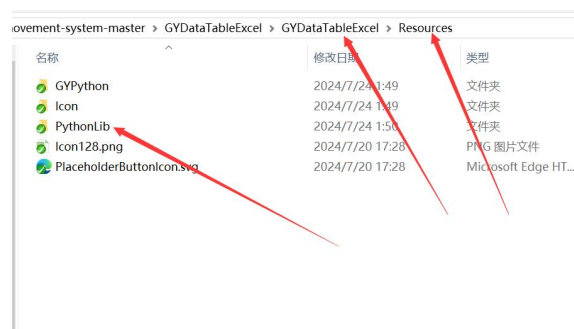 ovement-system-master > GYDataTableExcel > GYDataTableExcel > Resources
名称 修改日期 类型
GYPython 2024/7/24 1:49 文件夹
Icon 2024/7/24 1:49 文件夹
PythonLib 2024/7/24 1:50 文件夹
Icon128.png 2024/7/20 17:28 PNG 图片文件
PlaceholderButtonIcon.svg 2024/7/20 17:28 Microsoft Edge HT...